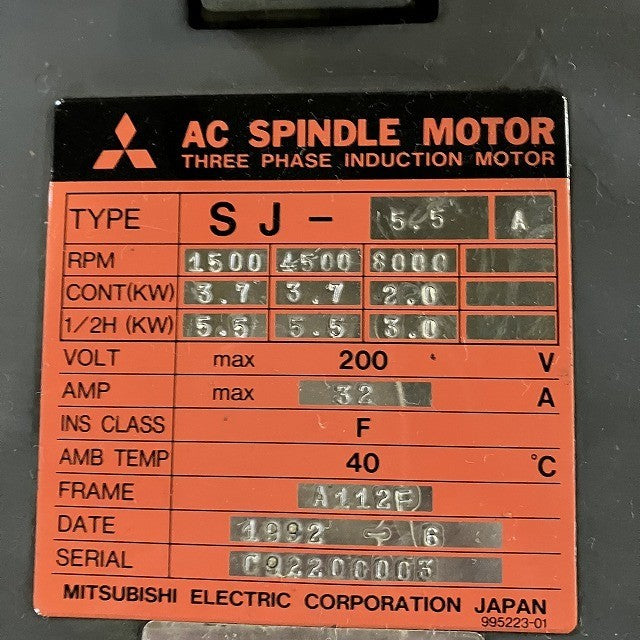 AC SPINDLE MOTOR
THREE PHASE INDUCTION MOTOR
TYPE SJ- 5.5 A
RPM 1500 4500 8000
CONT(KW) 3.7 3.7 2.0
1/2H (KW) 5.5 5.5 3.0
VOLT max 200 V
AMP max 32 A
INS CLASS F
AMB TEMP 40 °C
FRAME A112F
DATE 1992 - 6
SERIAL C92200003
MITSUBISHI ELECTRIC CORPORATION JAPAN
995223-01